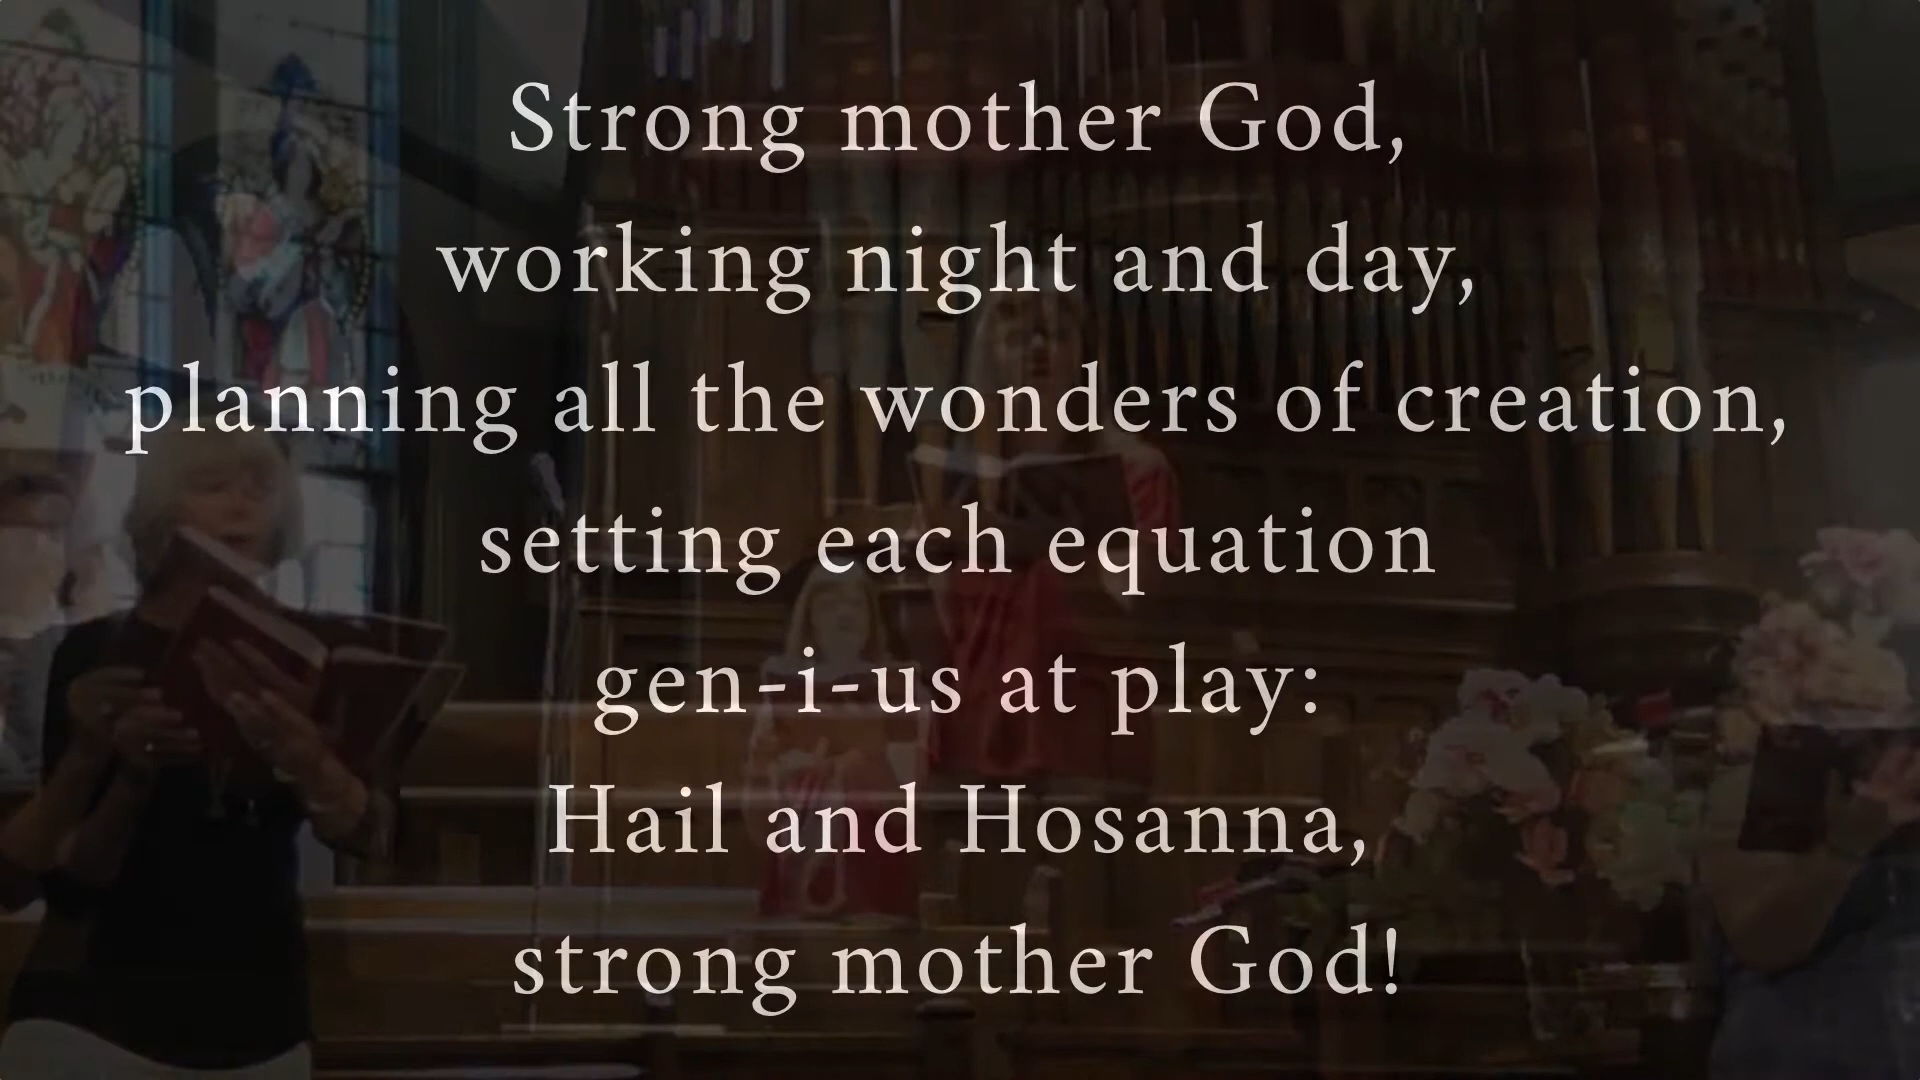 Strong mother God,
working night and day,
planning all the wonders of creation,
setting each equation
gen-i-us at play:
Hail and Hosanna,
strong mother God!